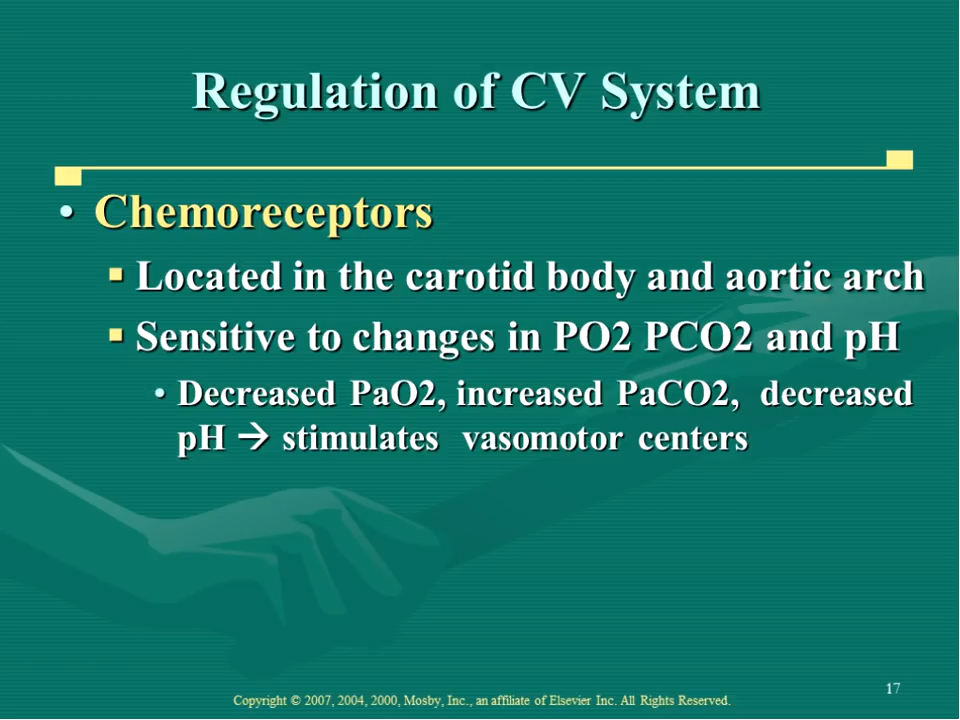 Regulation of CV System
• Chemoreceptors
▪ Located in the carotid body and aortic arch
▪ Sensitive to changes in PO2 PCO2 and pH
• Decreased PaO2, increased PaCO2, decreased
pH → stimulates vasomotor centers
17
Copyright © 2007, 2004, 2000, Mosby, Inc., an affiliate of Elsevier Inc. All Rights Reserved.